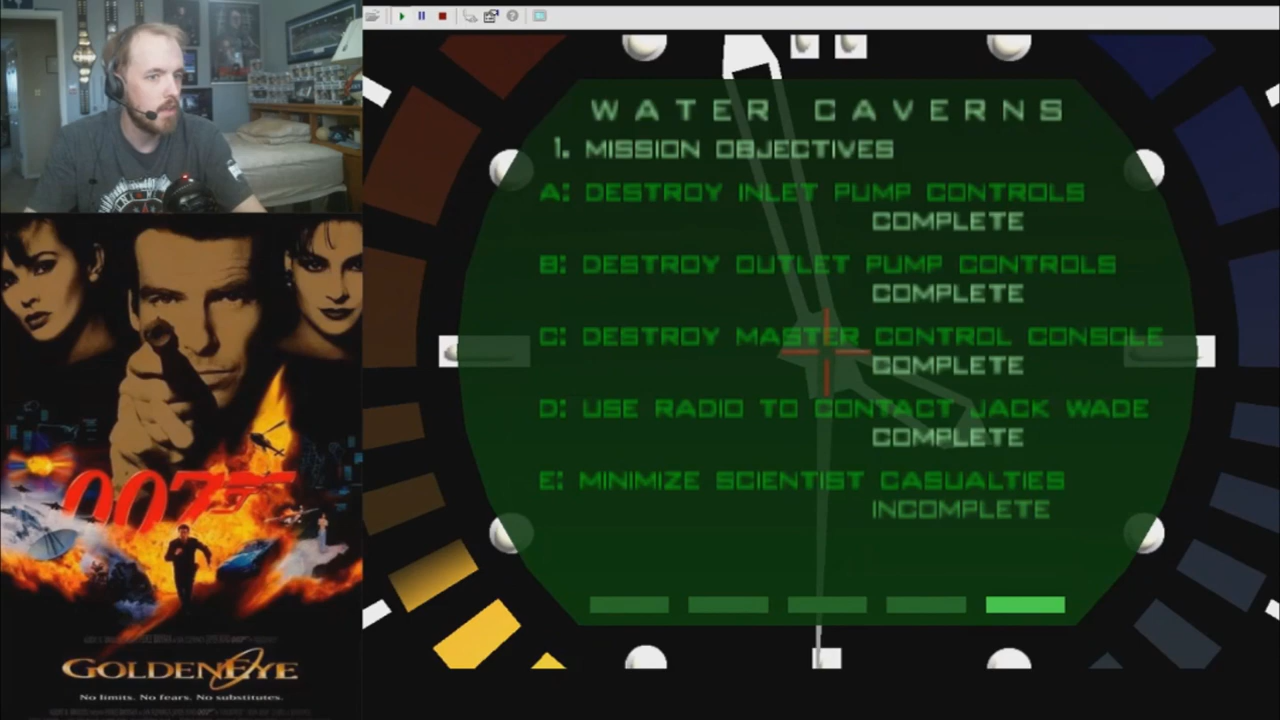 WATER CAVERNS
1. MISSION OBJECTIVES
A: DESTROY INLET PUMP CONTROLS
COMPLETE
B: DESTROY OUTLET PUMP CONTROLS
COMPLETE
C: DESTROY MASTER CONTROL CONSOLE
COMPLETE
D: USE RADIO TO CONTACT JACK WADE
COMPLETE
E: MINIMIZE SCIENTIST CASUALTIES
INCOMPLETE
007
GOLDENEYE
No limits. No fears. No substitutes.